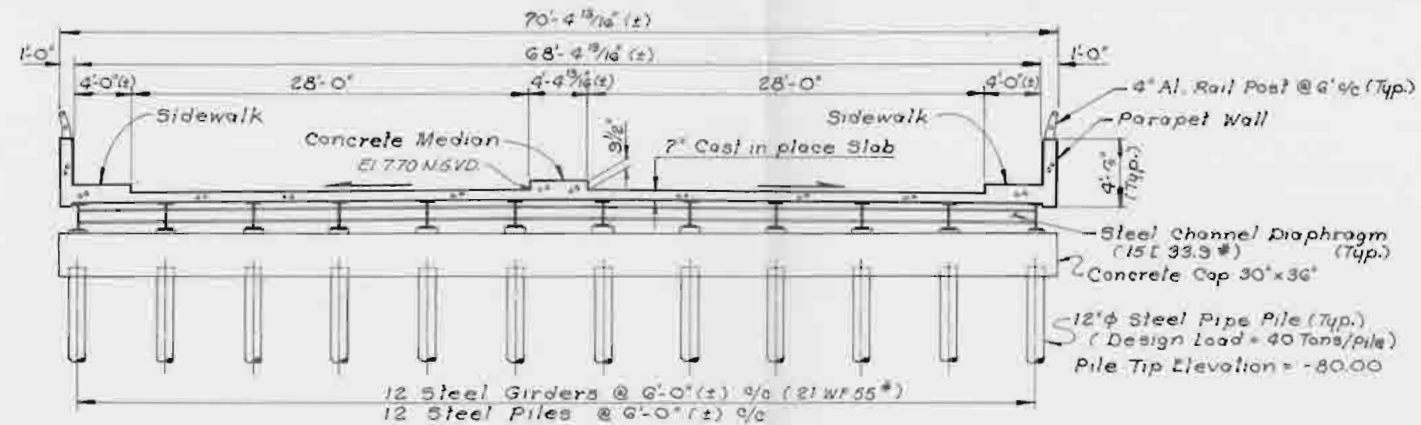 70'-4 13/16" (±)
1'-0"
68'-4 13/16" (±)
1'-0"
4'-0"(±)
28'-0"
4'-4 13/16"(±)
28'-0"
4'-0"(±)
4" Al. Rail Post @ 6' c/c (Typ.)
Sidewalk
Concrete Median
El 7.70 N.G.V.D.
3 1/2"
7" Cast in place Slab
Sidewalk
Parapet Wall
(Typ.)
Steel Channel Diaphragm
(15[ 33.9 #) (Typ.)
Concrete Cap 30"x36"
12"ϕ Steel Pipe Pile (Typ.)
(Design Load = 40 Tons/pile)
Pile Tip Elevation = -80.00
12 Steel Girders @ 6'-0"(±) c/c (21 WF 55#)
12 Steel Piles @ 6'-0"(±) c/c